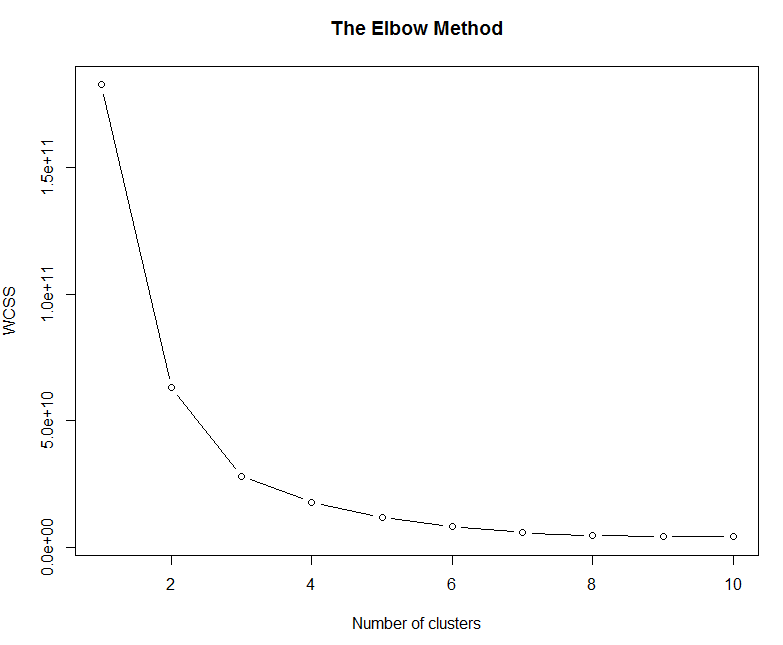 The Elbow Method
WCSS
1.5e+11
1.0e+11
5.0e+10
0.0e+00
2
4
6
8
10
Number of clusters